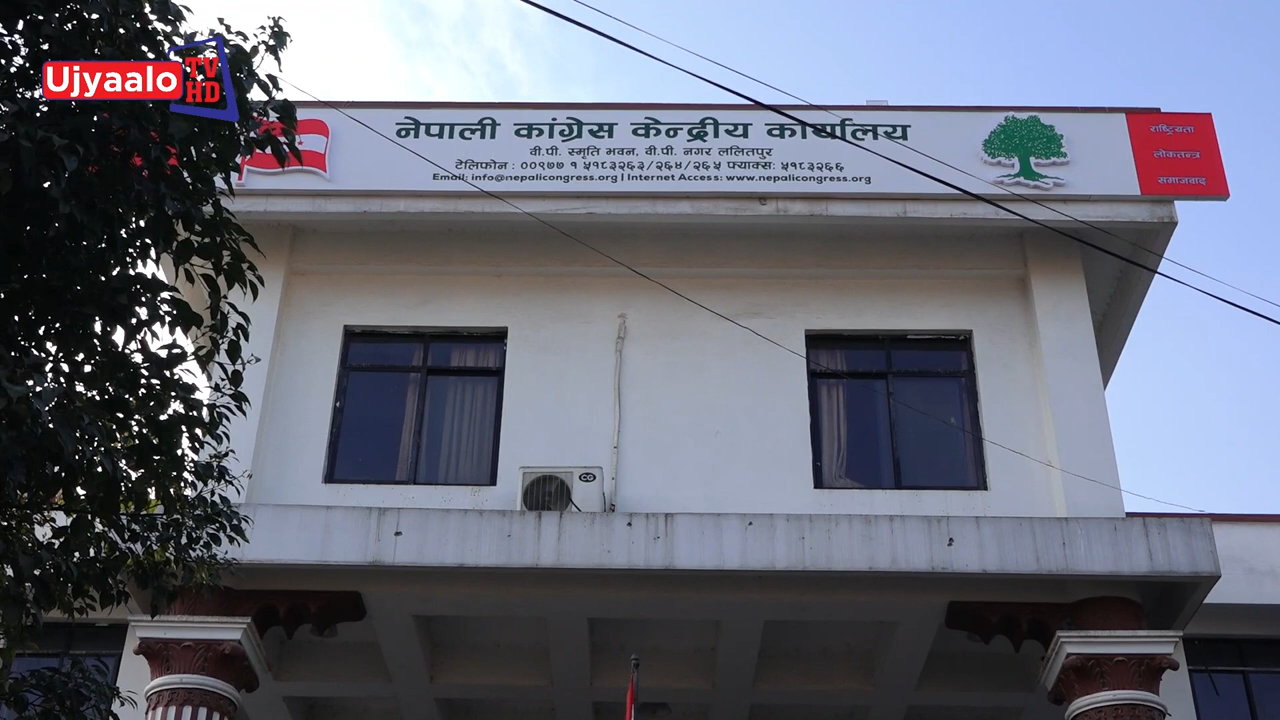 Ujyaalo
TV
HD
नेपाली कांग्रेस केन्द्रीय कार्यालय
वी.पी. स्मृति भवन, वी.पी. नगर ललितपुर
टेलिफोन : ००९७७ १ ५१८३२६३/२६४/२६५ फ्याक्स: ५१८३२६६
Email: info@nepalicongress.org | Internet Access: www.nepalicongress.org
राष्ट्रियता
लोकतन्त्र
समाजवाद
CG